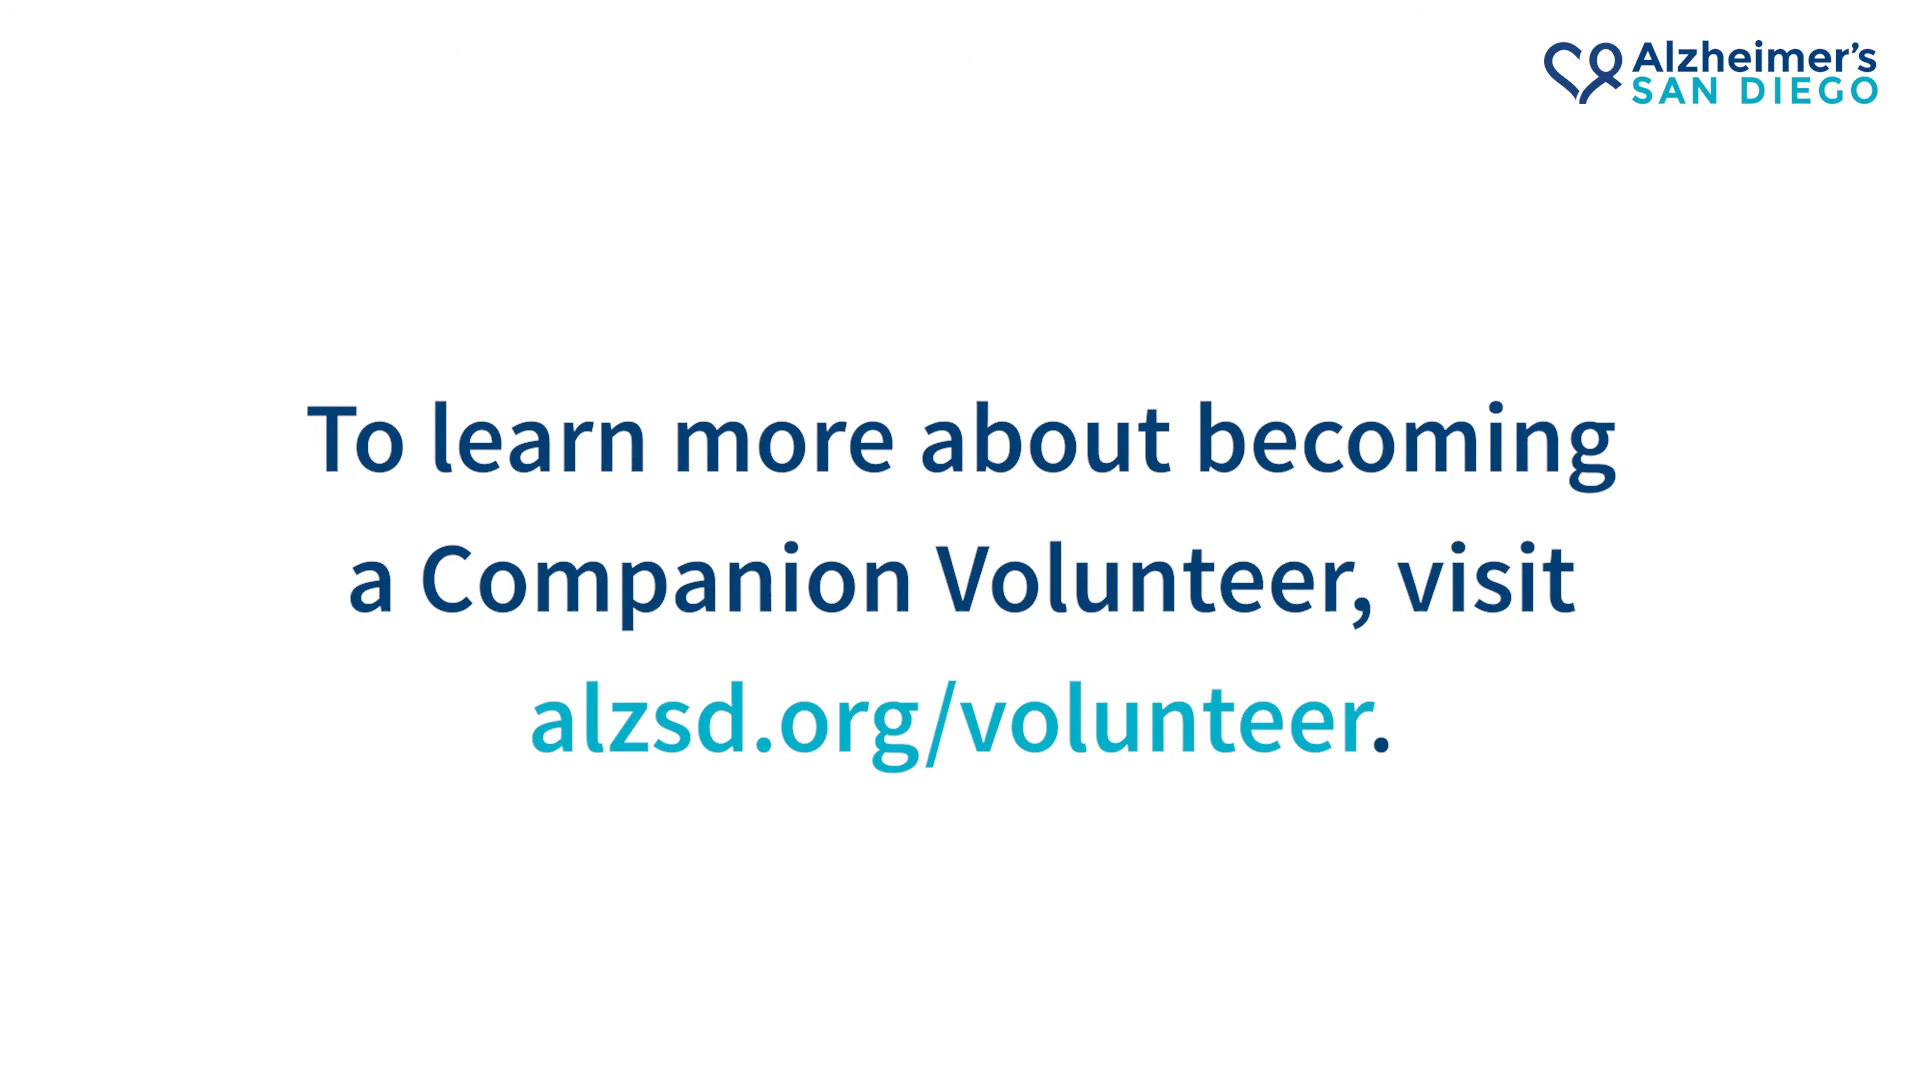 Alzheimer's
SAN DIEGO
To learn more about becoming
a Companion Volunteer, visit
alzsd.org/volunteer.